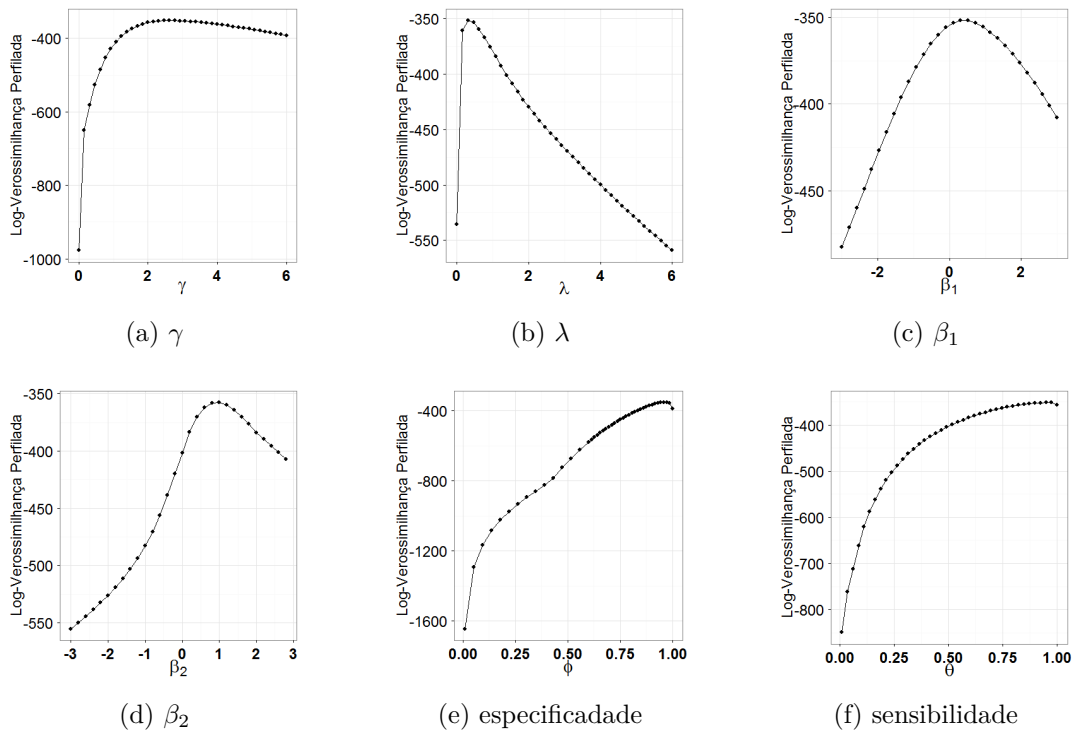 Log-Verossimilhança Perfilada
-400
-600
-800
-1000
0 2 4 6
γ
(a) γ
Log-Verossimilhança Perfilada
-350
-400
-450
-500
-550
0 2 4 6
λ
(b) λ
Log-Verossimilhança Perfilada
-350
-400
-450
-2 0 2
β1
(c) β1
Log-Verossimilhança Perfilada
-350
-400
-450
-500
-550
-3 -2 -1 0 1 2 3
β2
(d) β2
Log-Verossimilhança Perfilada
-400
-800
-1200
-1600
0.00 0.25 0.50 0.75 1.00
ϕ
(e) especificadade
Log-Verossimilhança Perfilada
-400
-500
-600
-700
-800
0.00 0.25 0.50 0.75 1.00
θ
(f) sensibilidade